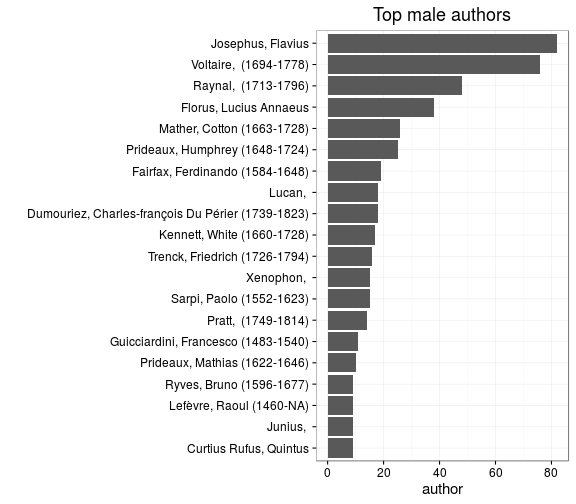 Top male authors
Josephus, Flavius
Voltaire,  (1694-1778)
Raynal,  (1713-1796)
Florus, Lucius Annaeus
Mather, Cotton (1663-1728)
Prideaux, Humphrey (1648-1724)
Fairfax, Ferdinando (1584-1648)
Lucan,
Dumouriez, Charles-françois Du Périer (1739-1823)
Kennett, White (1660-1728)
Trenck, Friedrich (1726-1794)
Xenophon,
Sarpi, Paolo (1552-1623)
Pratt,  (1749-1814)
Guicciardini, Francesco (1483-1540)
Prideaux, Mathias (1622-1646)
Ryves, Bruno (1596-1677)
Lefèvre, Raoul (1460-NA)
Junius,
Curtius Rufus, Quintus
0 20 40 60 80
author